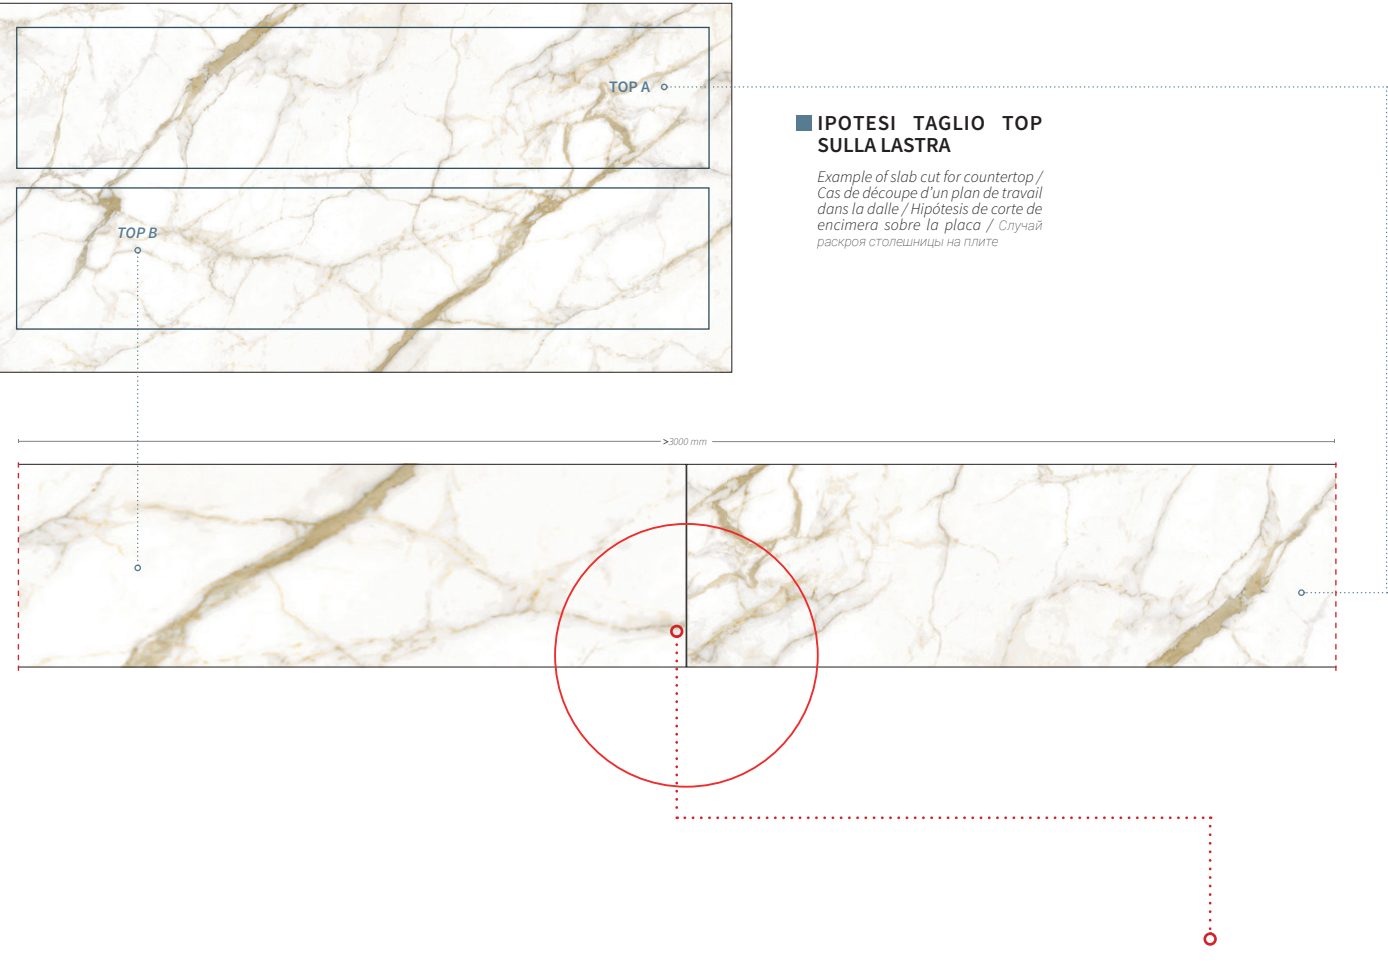 TOP A
IPOTESI TAGLIO TOP
SULLA LASTRA
Example of slab cut for countertop /
Cas de découpe d’un plan de travail
dans la dalle / Hipótesis de corte de
encimera sobre la placa / Случай
раскроя столешницы на плите
TOP B
>3000 mm